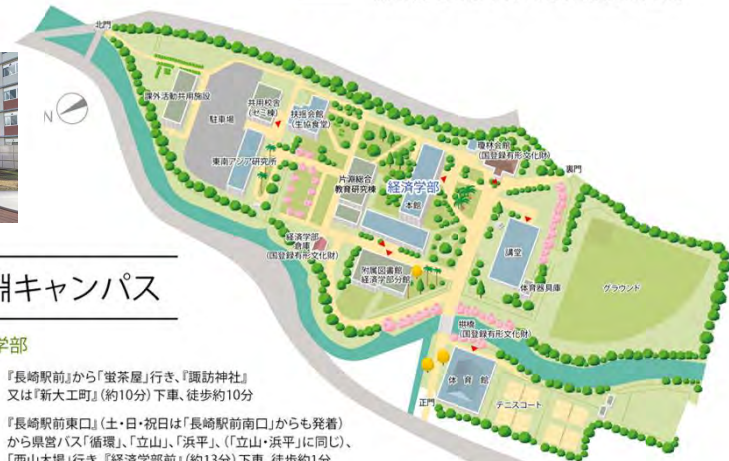 北門
課外活動共用施設
共用校舎
(ゼミ棟)
扶揺会館
(生協食堂)
駐車場
N
東南アジア研究所
瓊林会館
(国登録有形文化財)
片淵総合
教育研究棟
経済学部
本館
裏門
経済学部
倉庫
(国登録有形文化財)
講堂
附属図書館
経済学部分館
体育器具庫
グラウンド
拱橋
(国登録有形文化財)
体育館
正門
テニスコート
キャンパス
学部
『長崎駅前』から「蛍茶屋」行き、『諏訪神社』
又は『新大工町』(約10分)下車、徒歩約10分
『長崎駅前東口』(土・日・祝日は「長崎駅前南口」からも発着)
から県営バス「循環」、「立山」、「浜平」、(「立山・浜平」に同じ)、
「西山木場」行き、『経済学部前』(約13分)下車、徒歩約1分